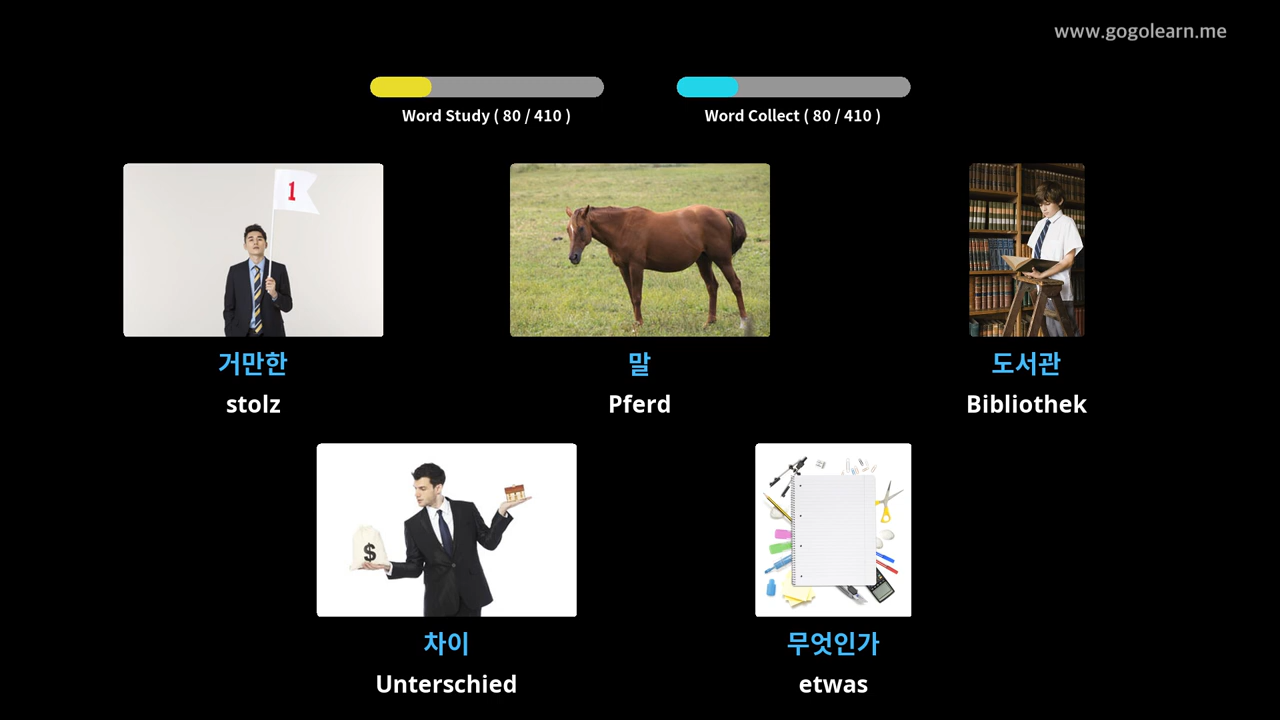 www.gogolearn.me
Word Study ( 80 / 410 )
Word Collect ( 80 / 410 )
1
거만한
stolz
말
Pferd
도서관
Bibliothek
$
차이
Unterschied
무엇인가
etwas